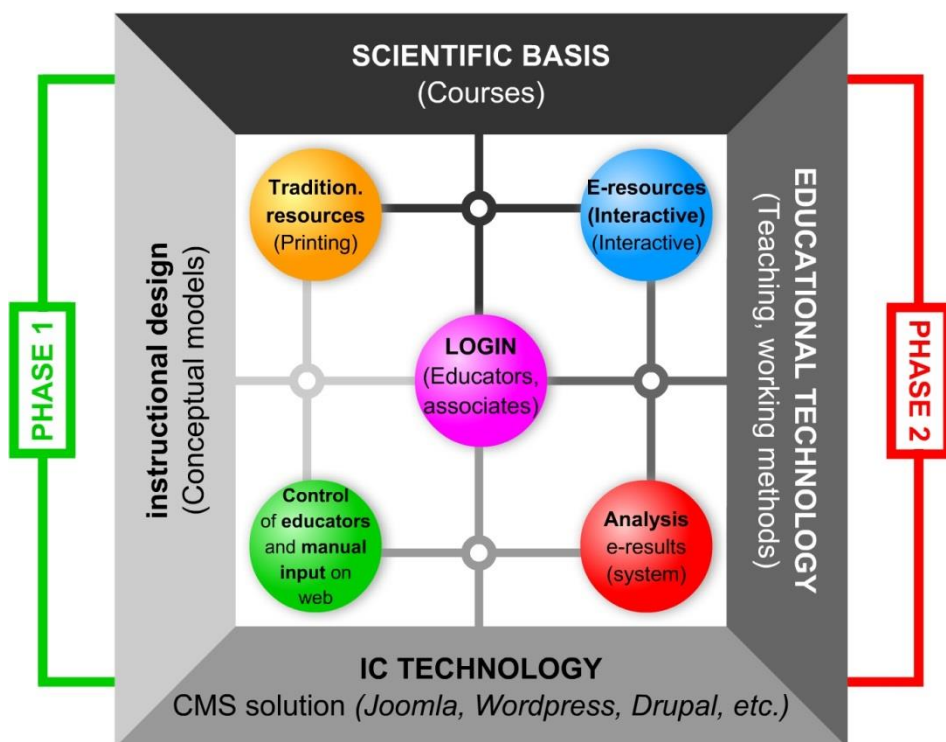 SCIENTIFIC BASIS
(Courses)
PHASE 1
instructional design
(Conceptual models)
Tradition.
resources
(Printing)
E-resources
(Interactive)
(Interactive)
LOGIN
(Educators,
associates)
Control
of educators
and manual
input on
web
Analysis
e-results
(system)
EDUCATIONAL TECHNOLOGY
(Teaching, working methods)
PHASE 2
IC TECHNOLOGY
CMS solution (Joomla, Wordpress, Drupal, etc.)